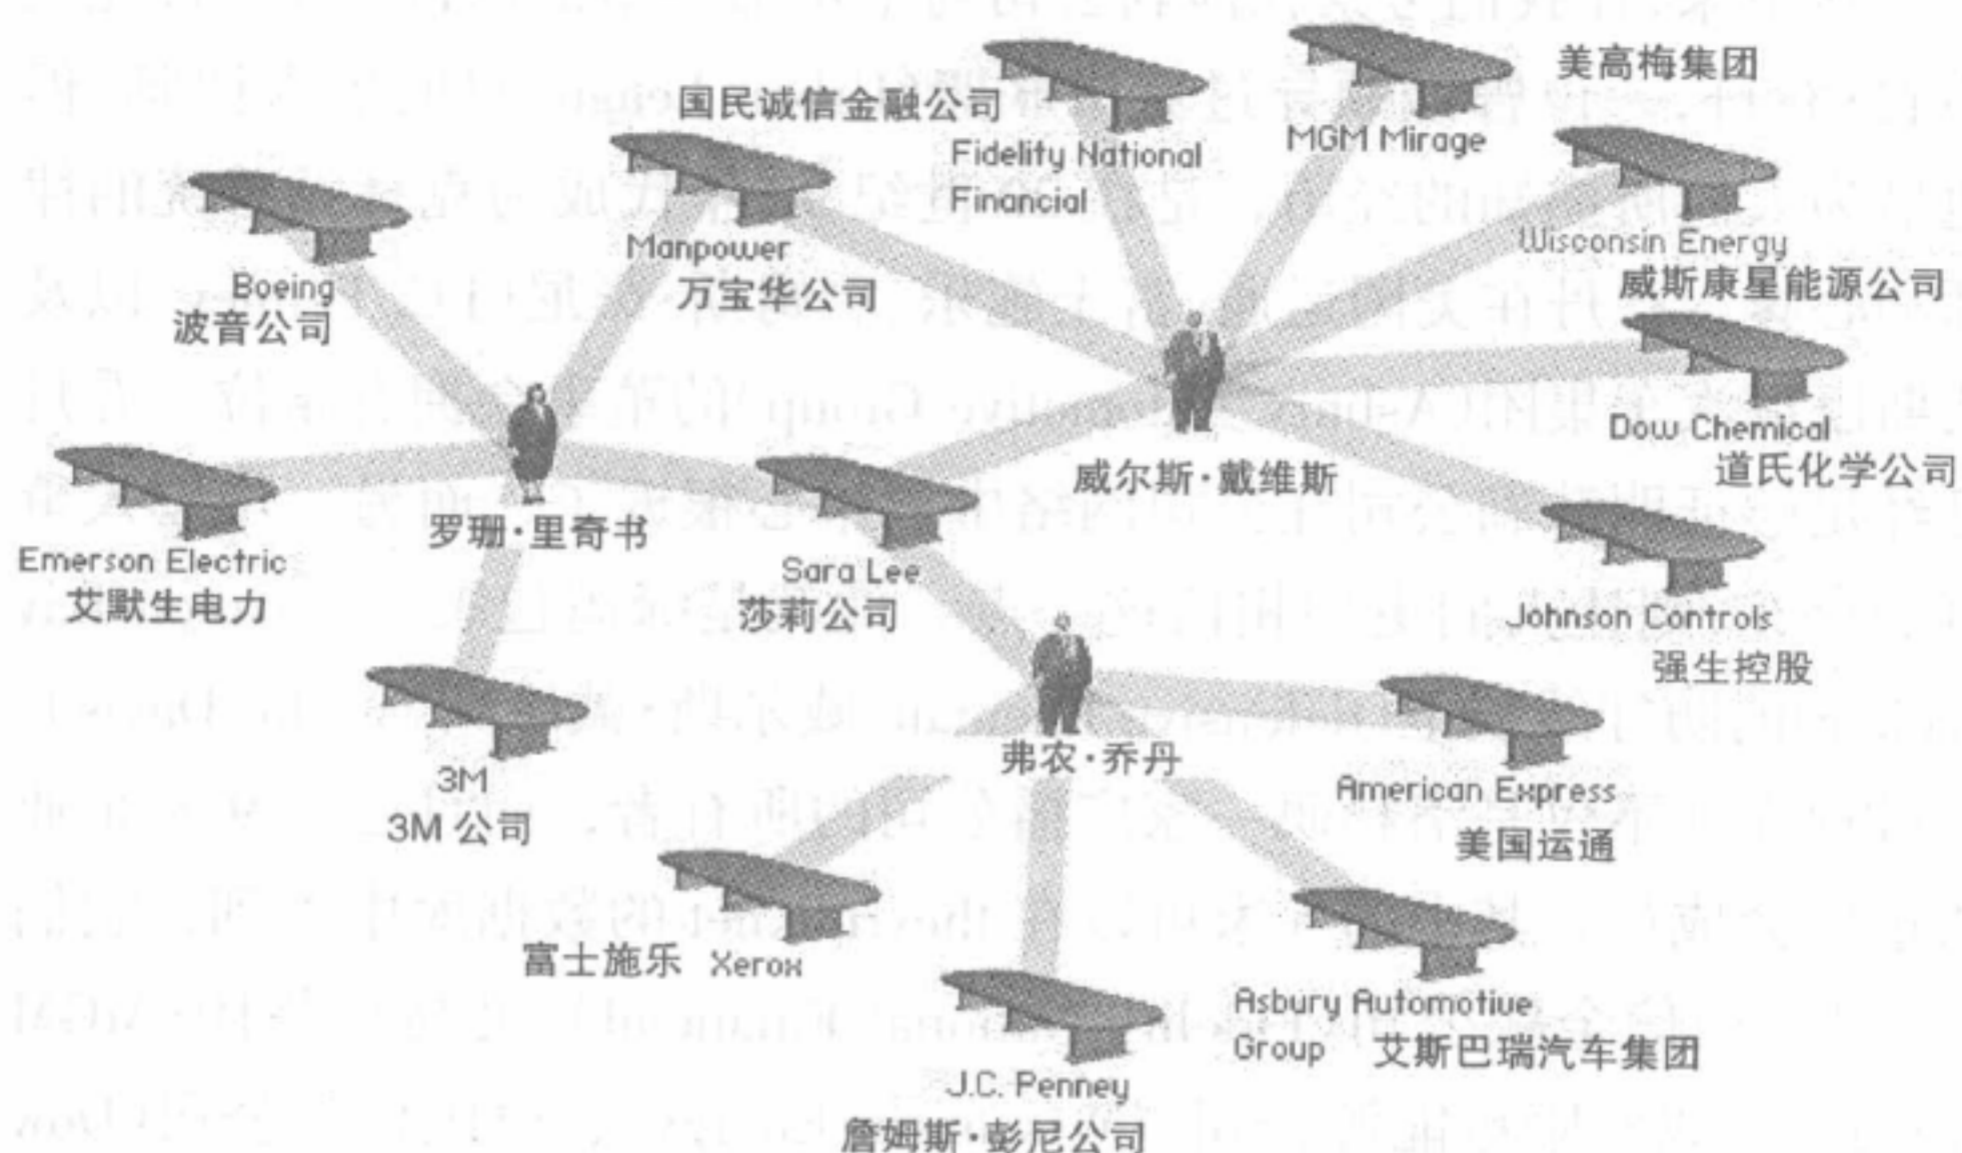 美高梅集团
国民诚信金融公司
MGM Mirage
Fidelity National
Financial
Manpower
万宝华公司
Wisconsin Energy
威斯康星能源公司
Boeing
波音公司
Dow Chemical
道氏化学公司
威尔斯·戴维斯
罗珊·里奇书
Emerson Electric
艾默生电力
Sara Lee
莎莉公司
Johnson Controls
强生控股
3M
3M 公司
弗农·乔丹
American Express
美国运通
富士施乐 Xerox
Asbury Automotive
Group 艾斯巴瑞汽车集团
J.C. Penney
詹姆斯·彭尼公司